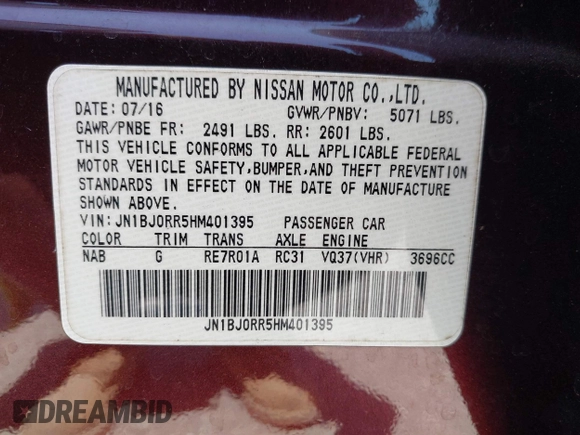 MANUFACTURED BY NISSAN MOTOR CO.,LTD.
DATE: 07/16 GVWR/PNBV: 5071 LBS.
GAWR/PNBE FR: 2491 LBS. RR: 2601 LBS.
THIS VEHICLE CONFORMS TO ALL APPLICABLE FEDERAL
MOTOR VEHICLE SAFETY,BUMPER,AND THEFT PREVENTION
STANDARDS IN EFFECT ON THE DATE OF MANUFACTURE
SHOWN ABOVE.
VIN:JN1BJ0RR5HM401395 PASSENGER CAR
COLOR TRIM TRANS AXLE ENGINE
NAB G RE7R01A RC31 VQ37(VHR) 3696CC
JN1BJ0RR5HM401395
DREAMBID